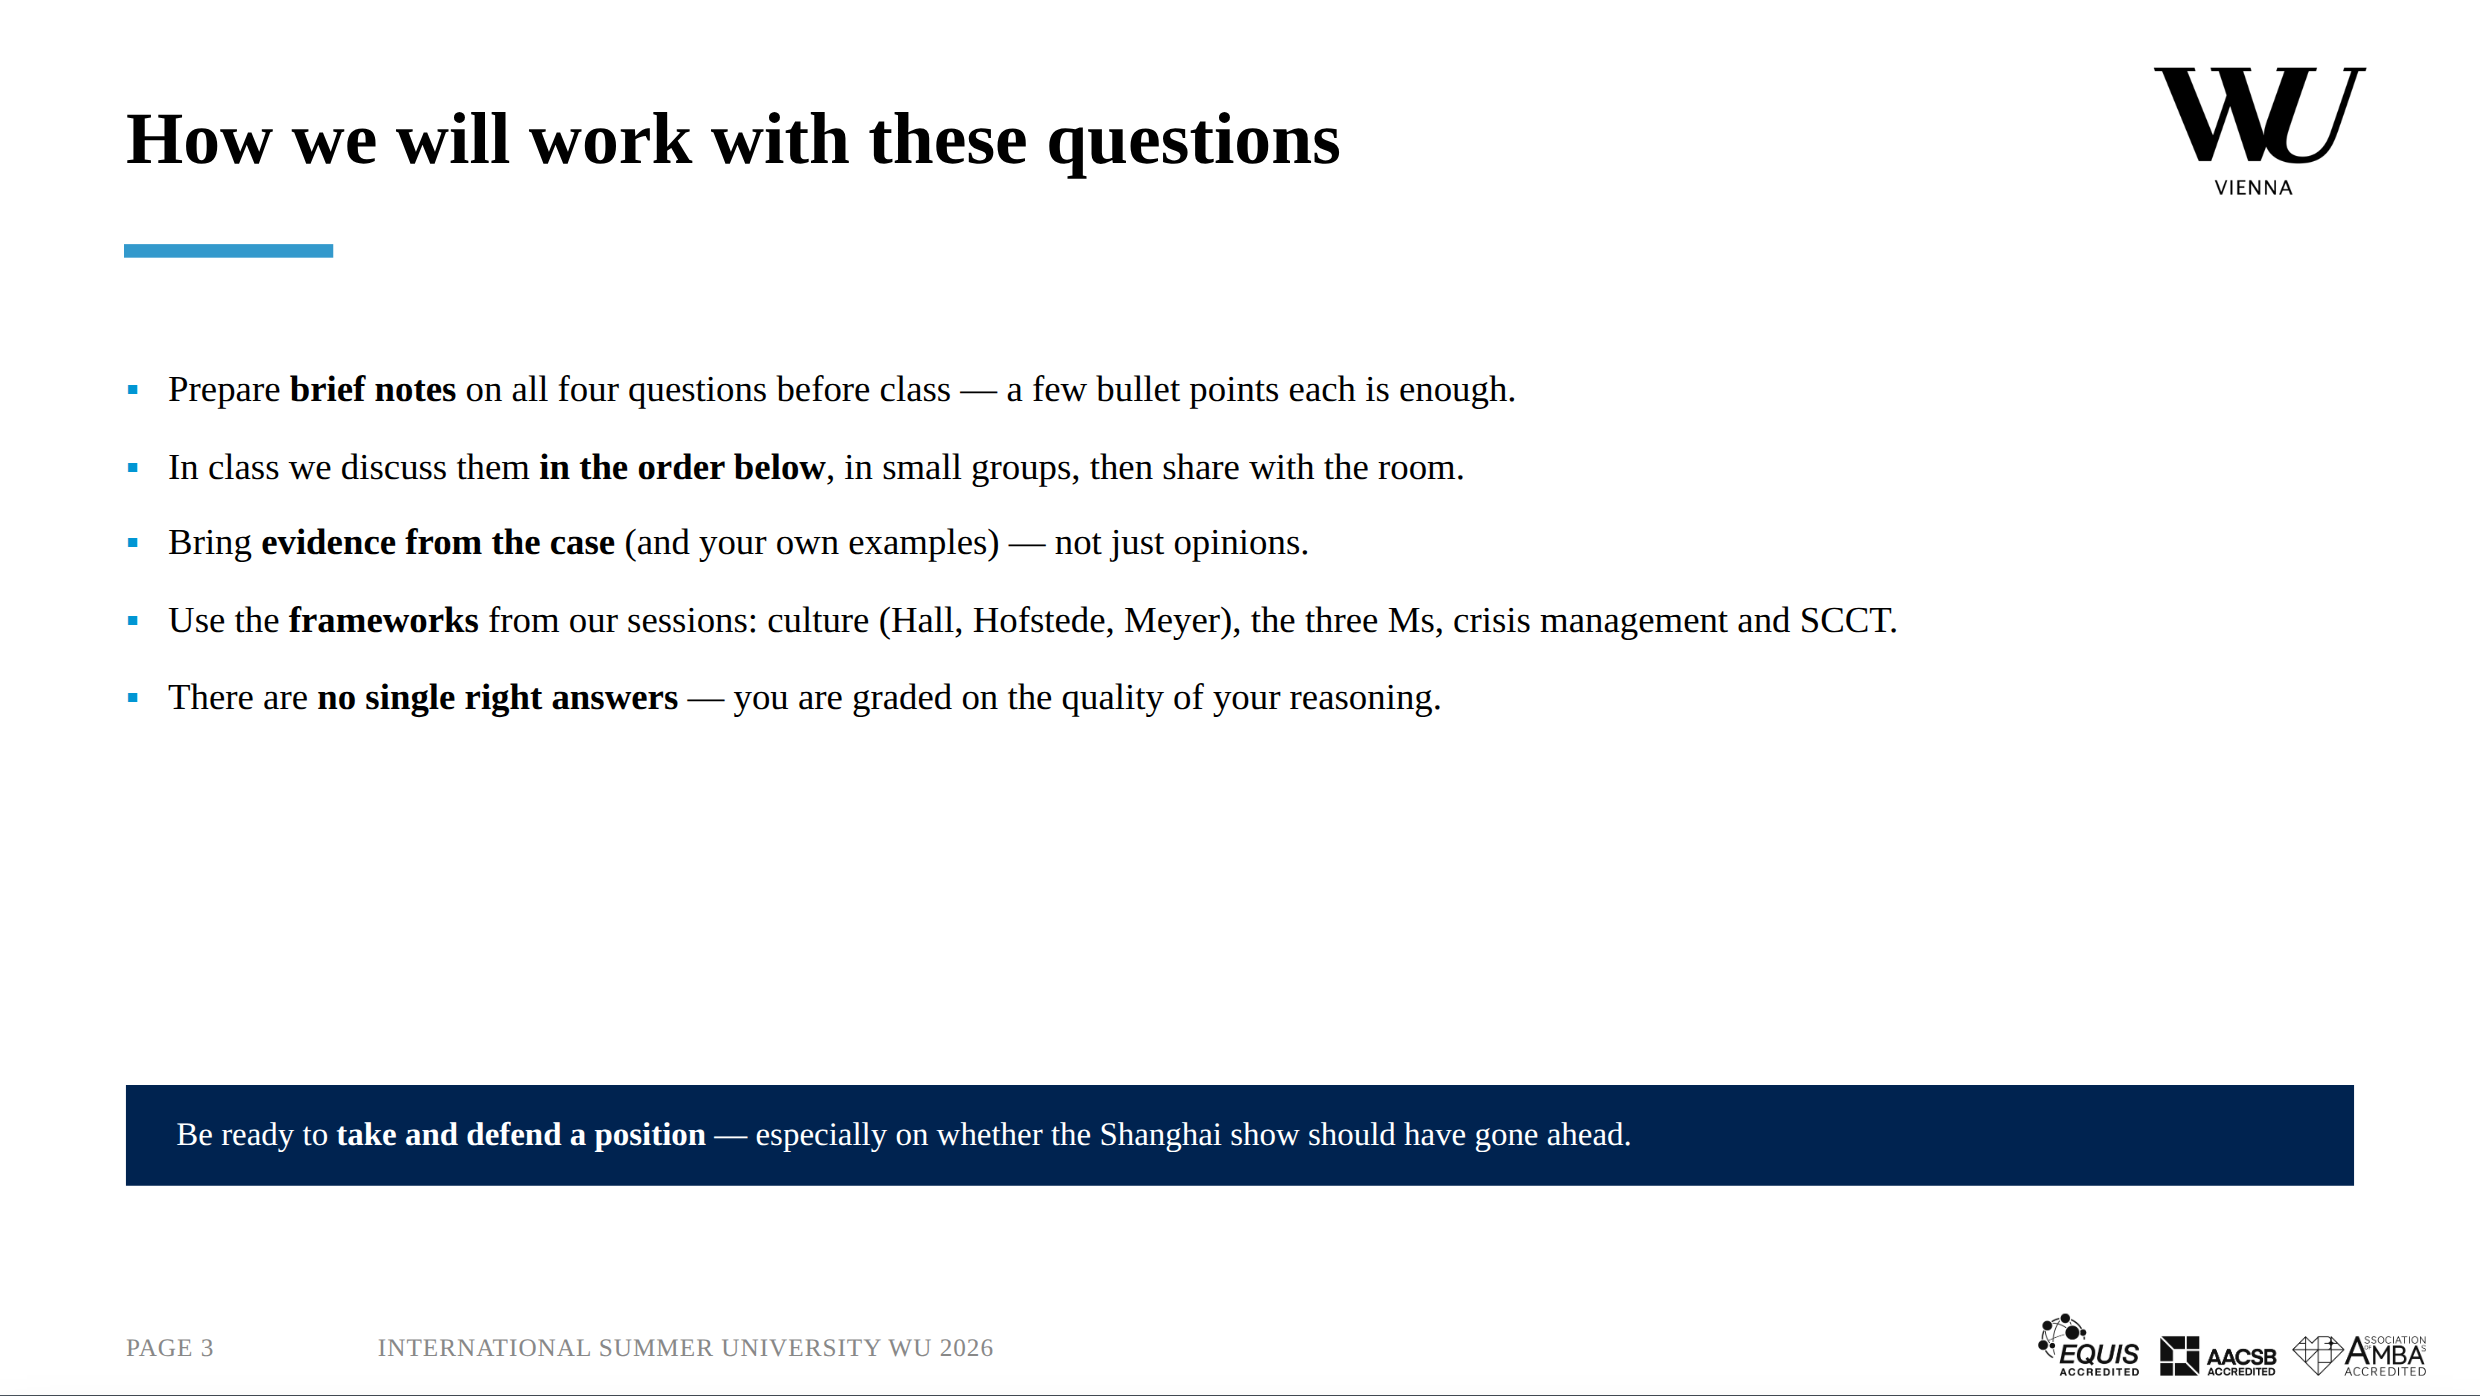 How we will work with these questions
WU
VIENNA
▪ Prepare brief notes on all four questions before class — a few bullet points each is enough.
▪ In class we discuss them in the order below, in small groups, then share with the room.
▪ Bring evidence from the case (and your own examples) — not just opinions.
▪ Use the frameworks from our sessions: culture (Hall, Hofstede, Meyer), the three Ms, crisis management and SCCT.
▪ There are no single right answers — you are graded on the quality of your reasoning.
Be ready to take and defend a position — especially on whether the Shanghai show should have gone ahead.
PAGE 3 INTERNATIONAL SUMMER UNIVERSITY WU 2026
EQUIS
ACCREDITED
AACSB
ACCREDITED
ASSOCIATION
OF MBAS
ACCREDITED